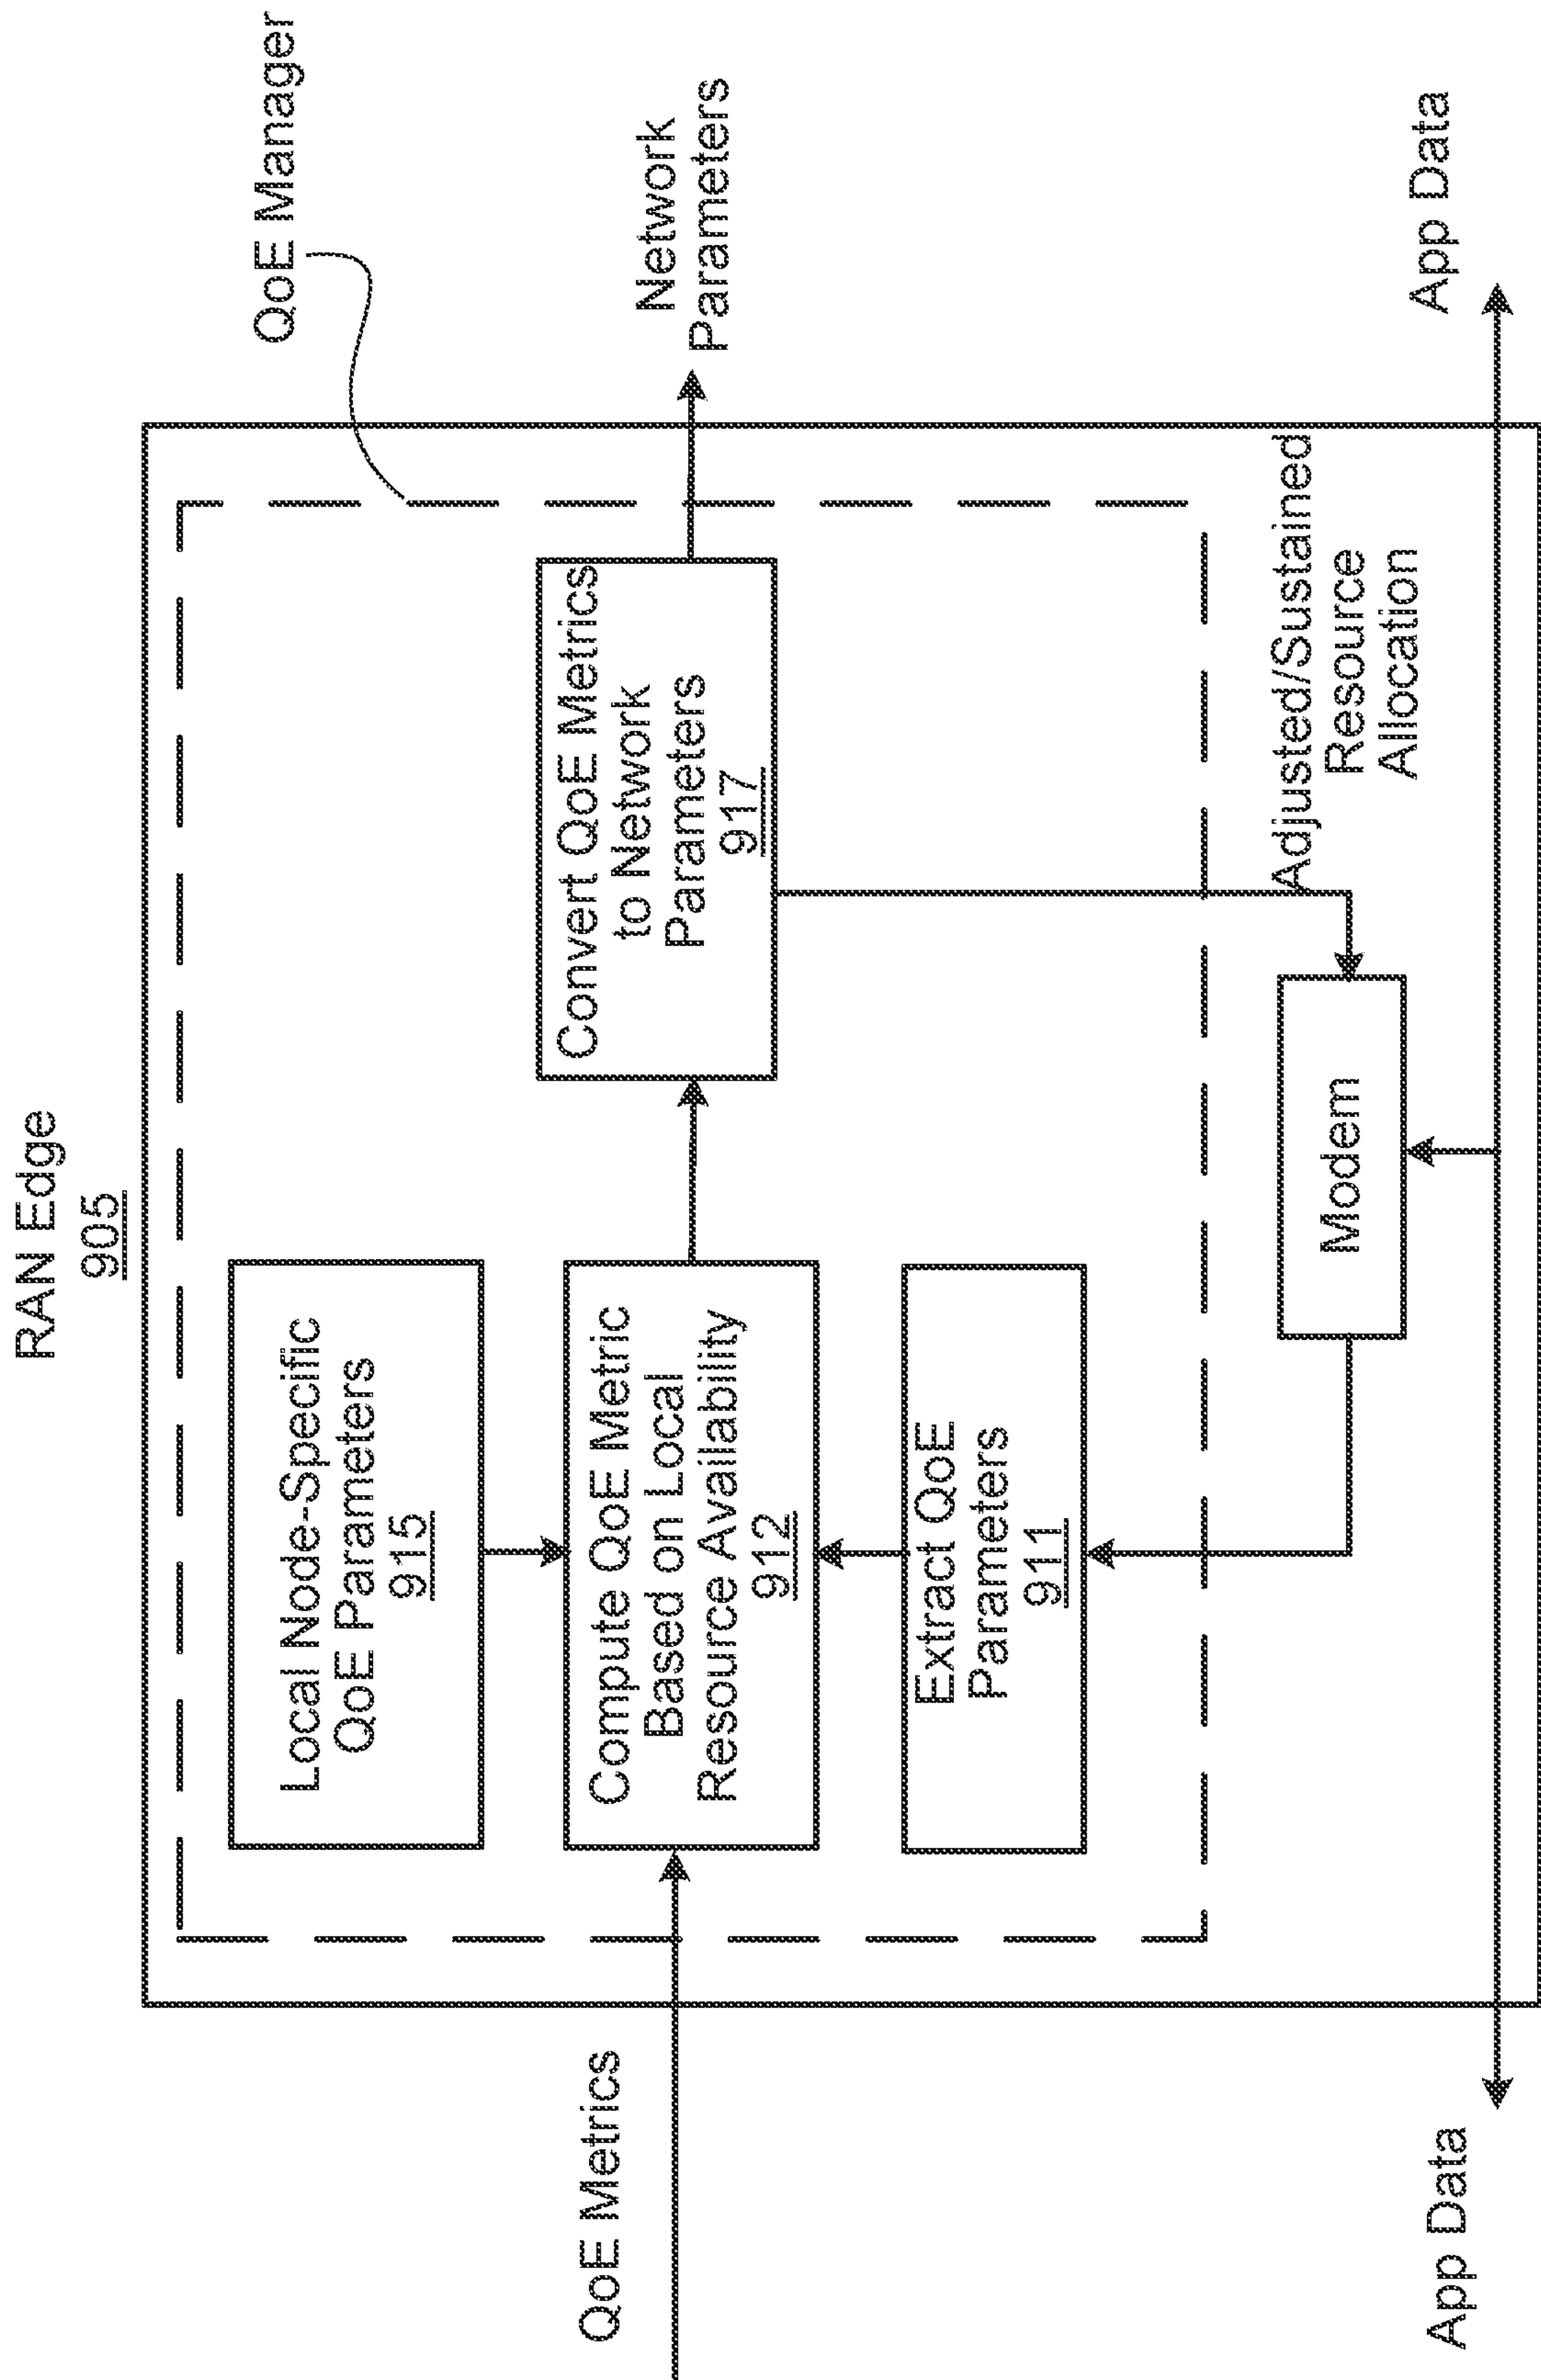 RAN Edge
905
QoE Manager
Local Node-Specific
QoE Parameters
915
QoE Metrics
Compute QoE Metric
Based on Local
Resource Availability
912
Convert QoE Metrics
to Network
Parameters
917
Network
Parameters
Extract QoE
Parameters
911
Modem
Adjusted/Sustained
Resource
Allocation
App Data
App Data